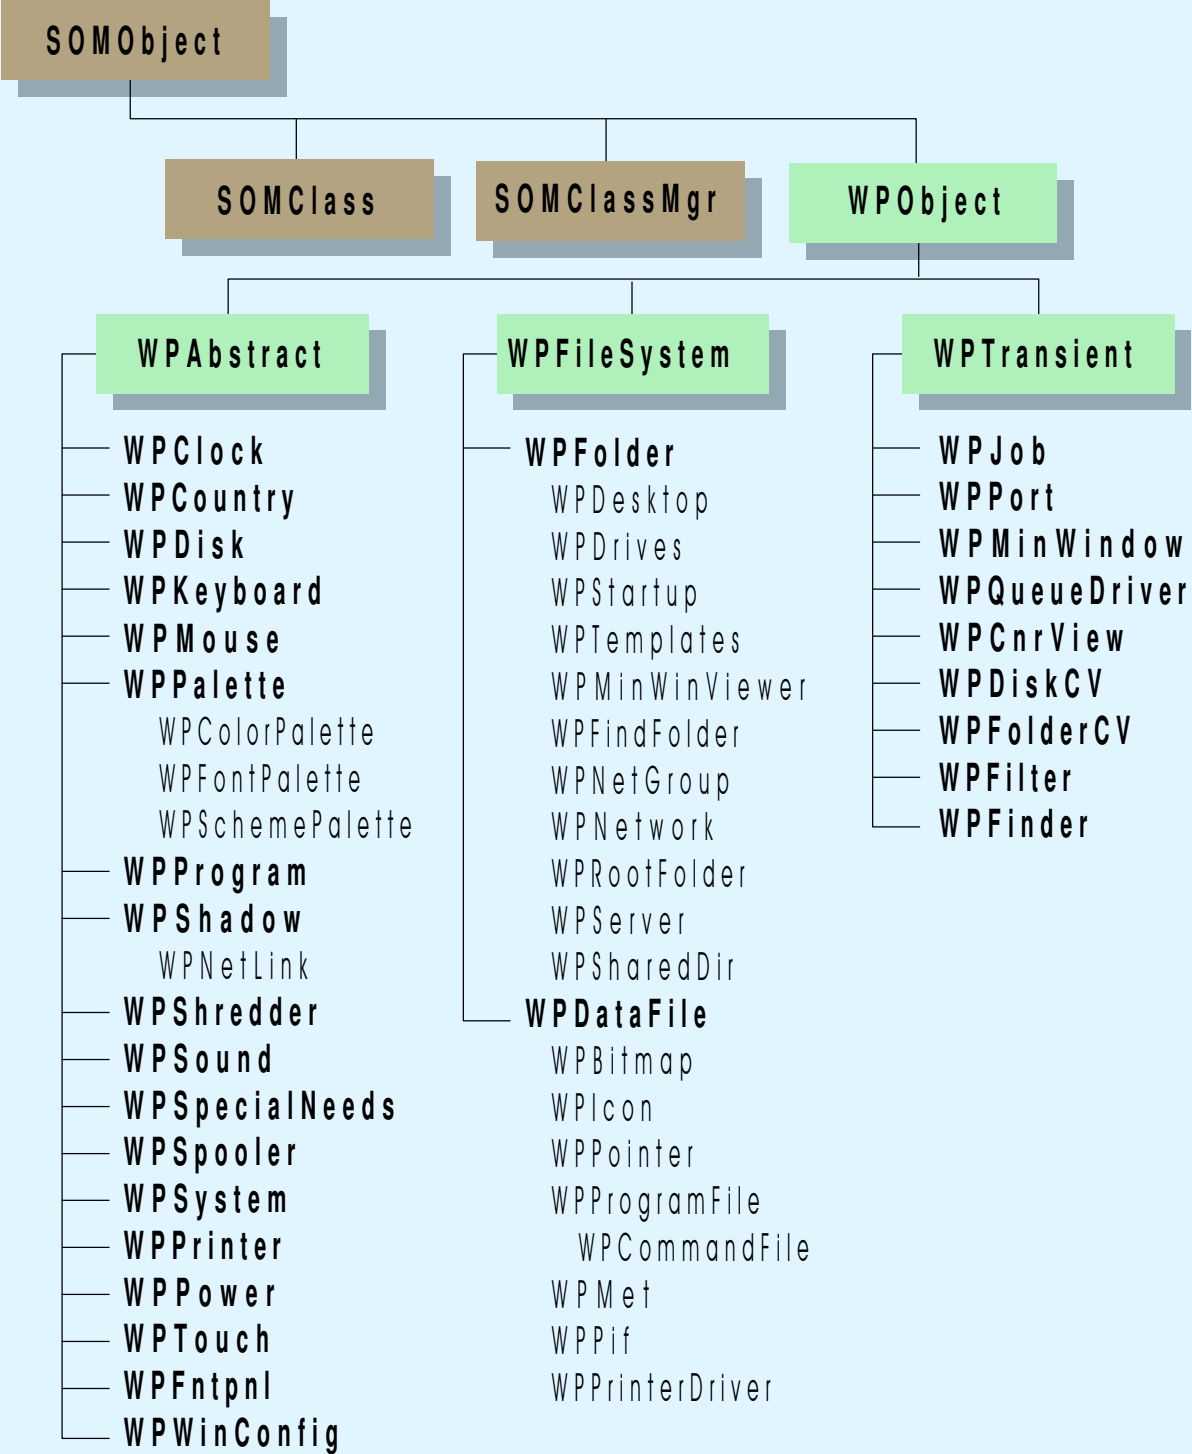 SOMObject
SOMClass
SOMClassMgr
WPObject
WPAbstract
WPClock
WPCountry
WPDisk
WPKeyboard
WPMouse
WPPalette
WPColorPalette
WPFontPalette
WPSchemePalette
WPProgram
WPShadow
WPNetLink
WPShredder
WPSound
WPSpecialNeeds
WPSpooler
WPSystem
WPPrinter
WPPower
WPTouch
WPFntpnl
WPWinConfig
WPFileSystem
WPFolder
WPDesktop
WPDrives
WPStartup
WPTemplates
WPMinWinViewer
WPFindFolder
WPNetGroup
WPNetwork
WPRootFolder
WPServer
WPSharedDir
WPDataFile
WPBitmap
WPIcon
WPPointer
WPProgramFile
WPCommandFile
WPMet
WPPif
WPPrinterDriver
WPTransient
WPJob
WPPort
WPMinWindow
WPQueueDriver
WPCnrView
WPDiskCV
WPFolderCV
WPFilter
WPFinder